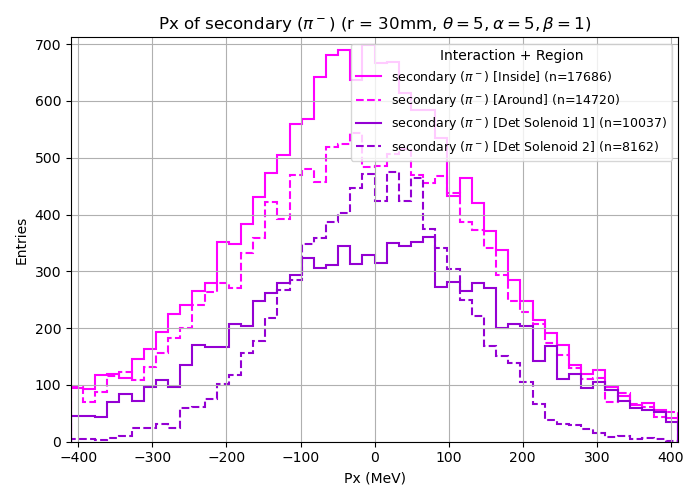 Px of secondary (π⁻) (r = 30mm, θ = 5, α = 5, β = 1)
Interaction + Region
secondary (π⁻) [Inside] (n=17686)
secondary (π⁻) [Around] (n=14720)
secondary (π⁻) [Det Solenoid 1] (n=10037)
secondary (π⁻) [Det Solenoid 2] (n=8162)
Entries
700
600
500
400
300
200
100
0
−400 −300 −200 −100 0 100 200 300 400
Px (MeV)